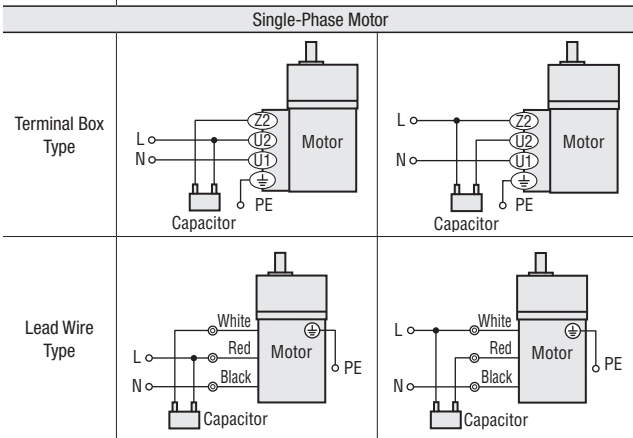 Single-Phase Motor
Terminal Box
Type
Z2
L U2 Motor
N U1
PE
Capacitor
L Z2
U2 Motor
N U1
PE
Capacitor
Lead Wire
Type
White
L Red Motor
PE
N Black
Capacitor
L White
Red Motor
PE
N Black
Capacitor